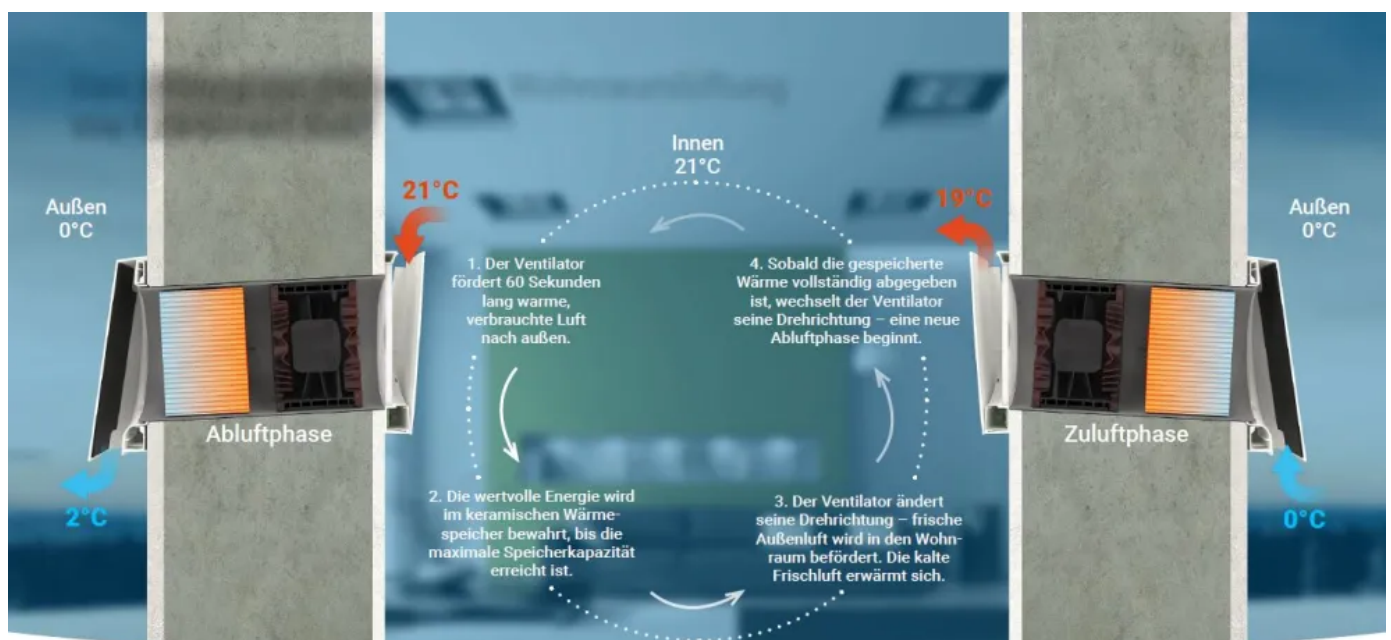 Innen
21°C
Außen
0°C
21°C
19°C
Außen
0°C
1. Der Ventilator
fördert 60 Sekunden
lang warme,
verbrauchte Luft
nach außen.
4. Sobald die gespeicherte
Wärme vollständig abgegeben
ist, wechselt der Ventilator
seine Drehrichtung – eine neue
Abluftphase beginnt.
Abluftphase
Zuluftphase
2°C
0°C
2. Die wertvolle Energie wird
im keramischen Wärme-
speicher bewahrt, bis die
maximale Speicherkapazität
erreicht ist.
3. Der Ventilator ändert
seine Drehrichtung – frische
Außenluft wird in den Wohn-
raum befördert. Die kalte
Frischluft erwärmt sich.